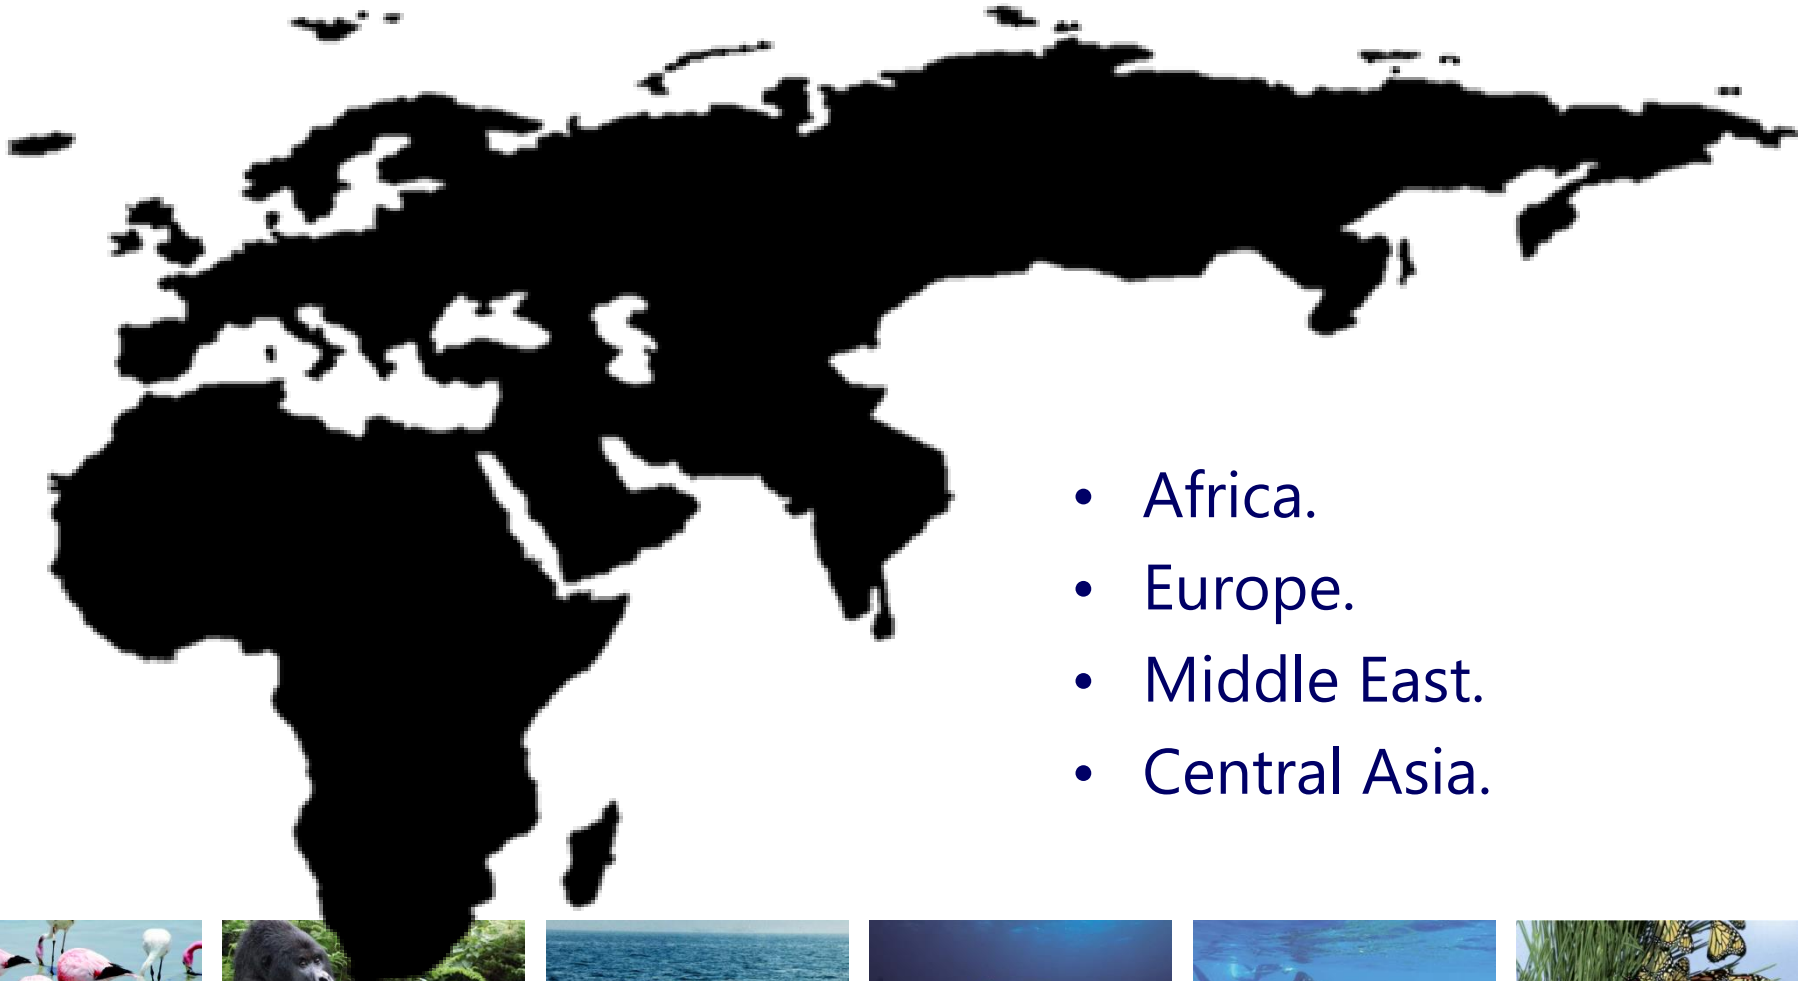 • Africa.
• Europe.
• Middle East.
• Central Asia.